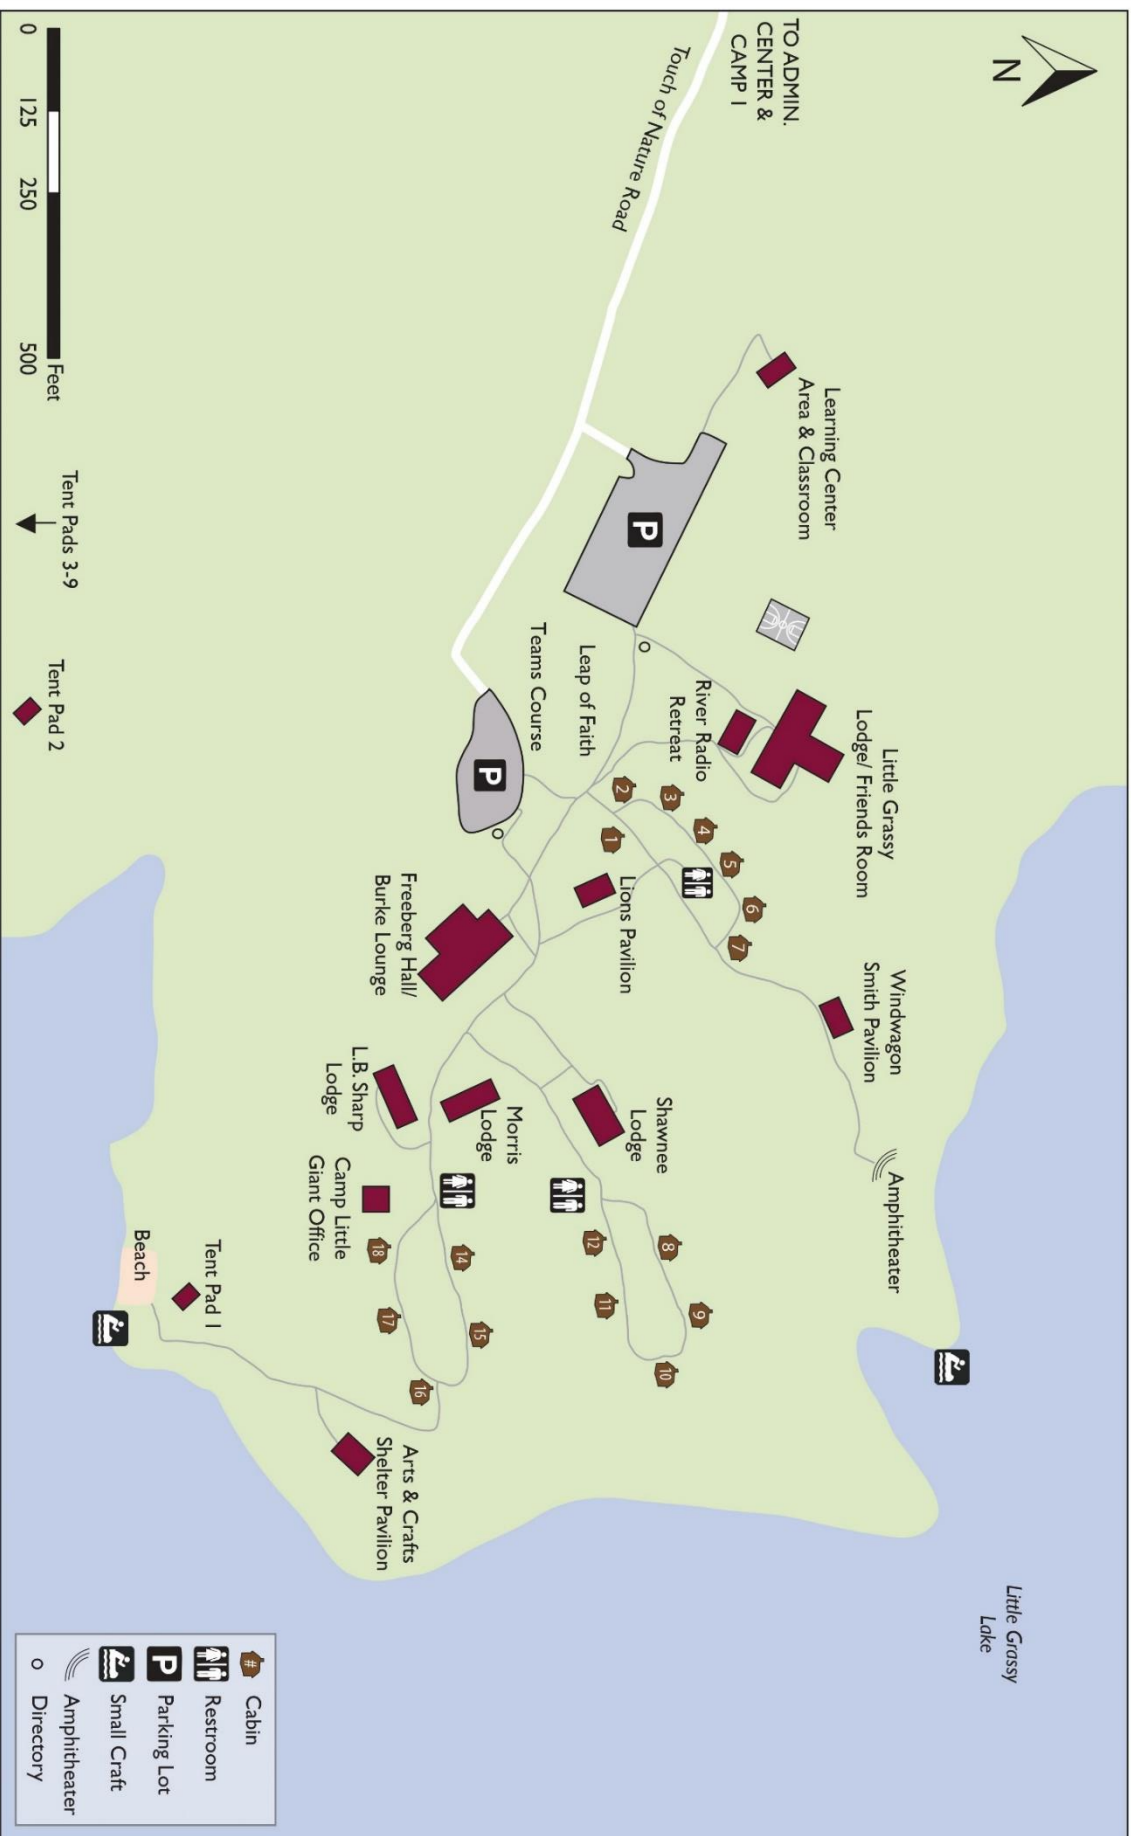 N
TO ADMIN.
CENTER &
CAMP I
Touch of Nature Road
Learning Center
Area & Classroom
P
Little Grassy
Lodge/ Friends Room
River Radio
Retreat
Leap of Faith
Teams Course
P
2
3
4
5
6
7
1
Lions Pavilion
Windwagon
Smith Pavilion
Amphitheater
Freeberg Hall/
Burke Lounge
Shawnee
Lodge
Morris
Lodge
L.B. Sharp
Lodge
Camp Little
Giant Office
8
9
10
11
12
14
15
16
17
18
Arts & Crafts
Shelter Pavilion
Tent Pad 1
Beach
Little Grassy
Lake
Tent Pad 2
Tent Pads 3-9
0 125 250 500
Feet
# Cabin
Restroom
P Parking Lot
Small Craft
Amphitheater
Directory